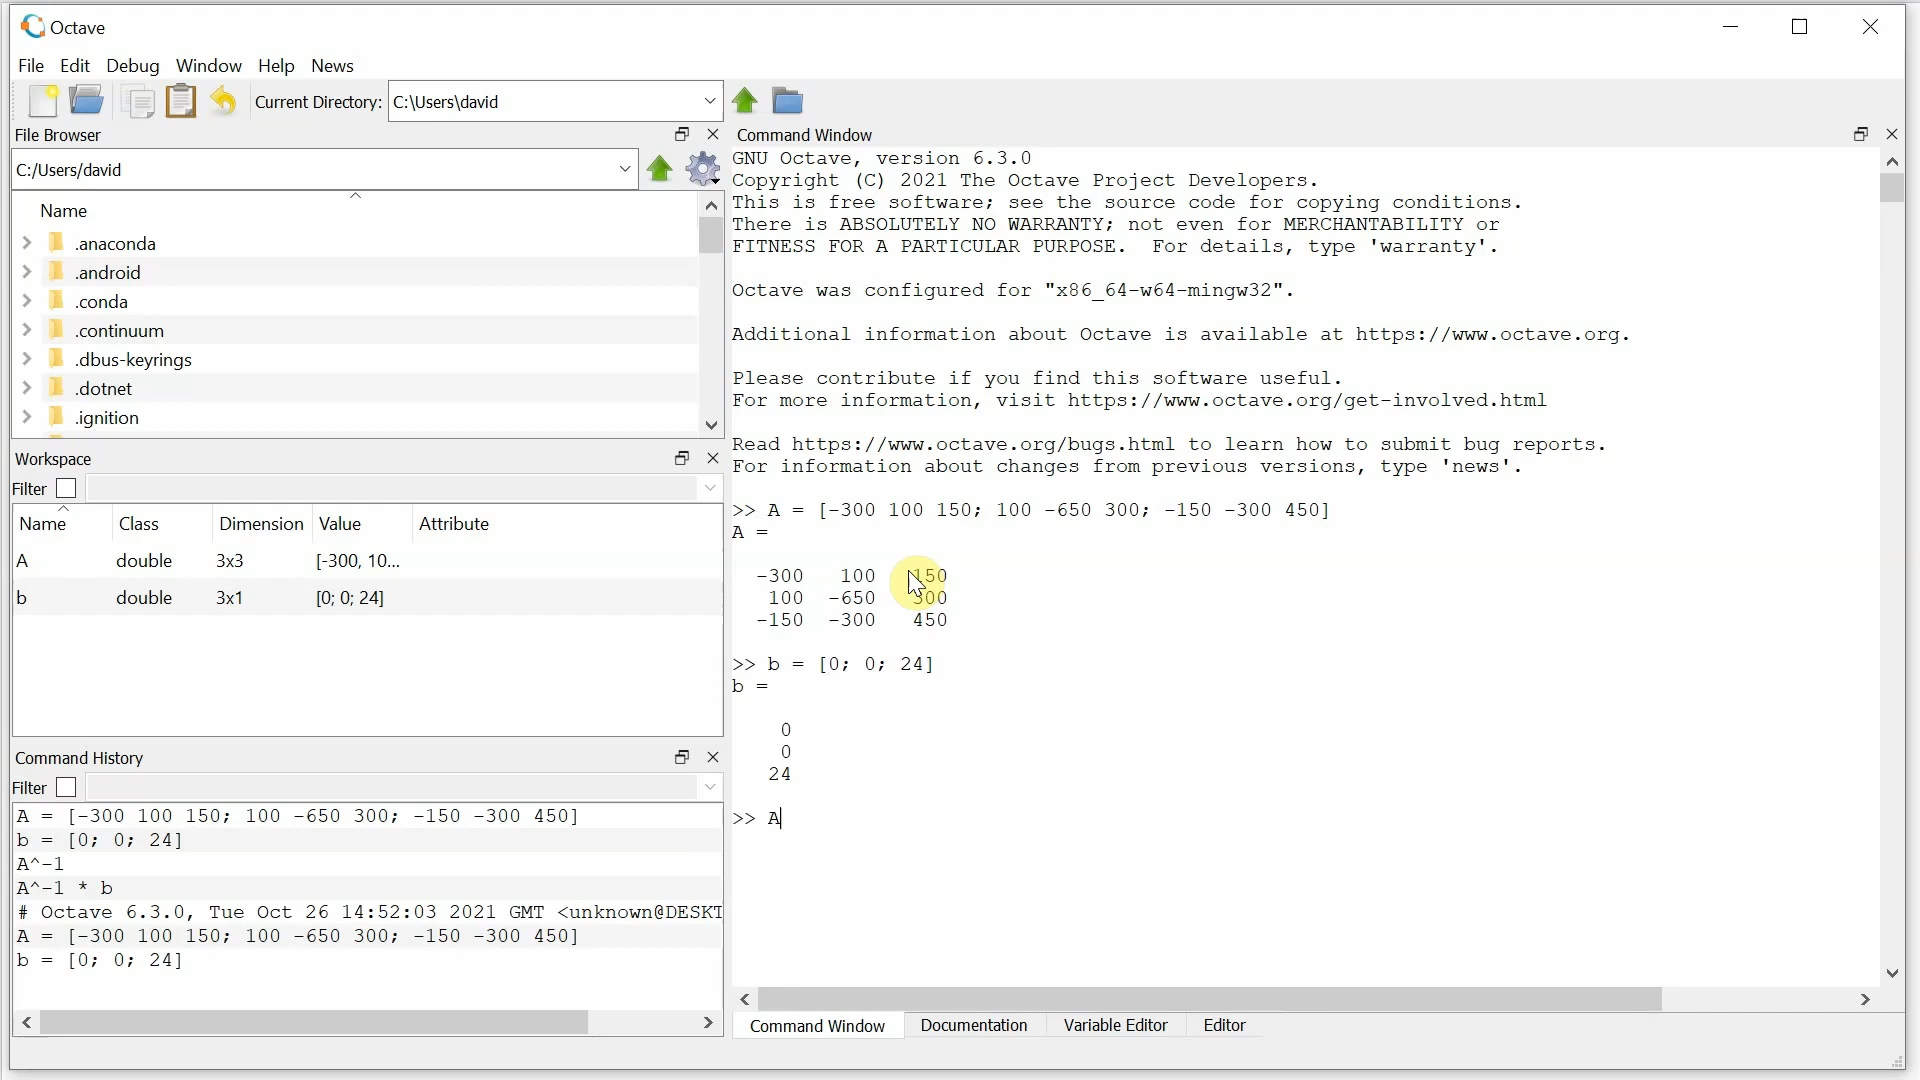 Octave
File Edit Debug Window Help News
Current Directory: C:\Users\david
File Browser
C:/Users/david
Name
.anaconda
.android
.conda
.continuum
.dbus-keyrings
.dotnet
.ignition
Workspace
Filter
Name Class Dimension Value Attribute
A double 3x3 [-300, 10...
b double 3x1 [0; 0; 24]
Command History
Filter
A = [-300 100 150; 100 -650 300; -150 -300 450]
b = [0; 0; 24]
A^-1
A^-1 * b
# Octave 6.3.0, Tue Oct 26 14:52:03 2021 GMT <unknown@DESKT
A = [-300 100 150; 100 -650 300; -150 -300 450]
b = [0; 0; 24]
Command Window
GNU Octave, version 6.3.0
Copyright (C) 2021 The Octave Project Developers.
This is free software; see the source code for copying conditions.
There is ABSOLUTELY NO WARRANTY; not even for MERCHANTABILITY or
FITNESS FOR A PARTICULAR PURPOSE.  For details, type 'warranty'.
Octave was configured for "x86_64-w64-mingw32".
Additional information about Octave is available at https://www.octave.org.
Please contribute if you find this software useful.
For more information, visit https://www.octave.org/get-involved.html
Read https://www.octave.org/bugs.html to learn how to submit bug reports.
For information about changes from previous versions, type 'news'.
>> A = [-300 100 150; 100 -650 300; -150 -300 450]
A =
-300 100 150
100 -650 300
-150 -300 450
>> b = [0; 0; 24]
b =
0
0
24
>> A
Command Window Documentation Variable Editor Editor